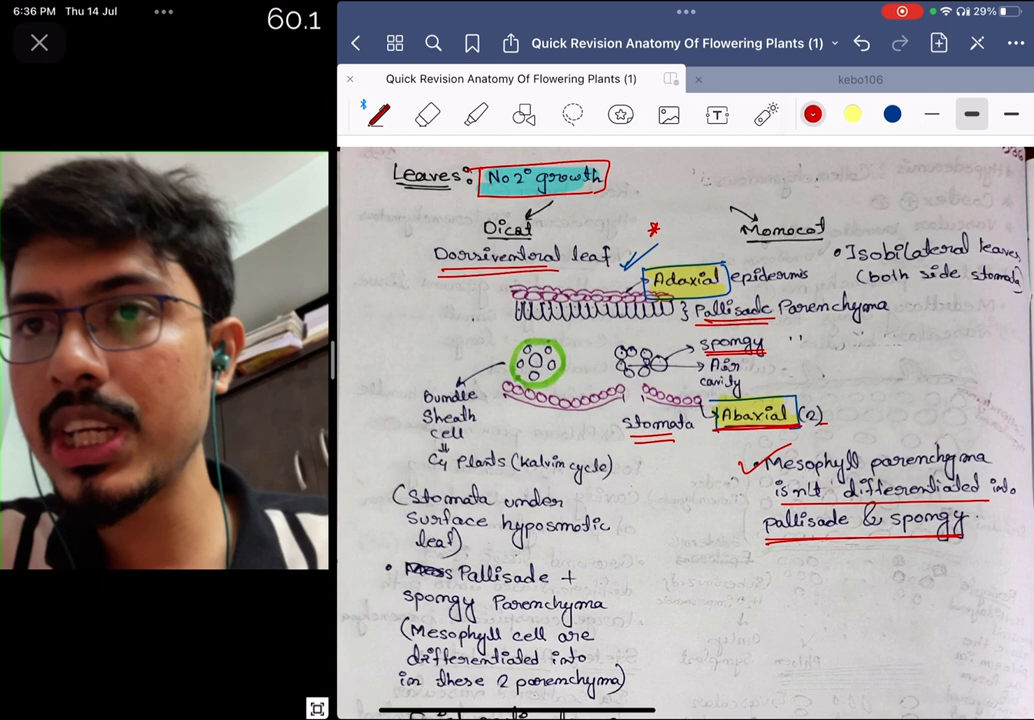 6:36 PM Thu 14 Jul
60.1
29%
Quick Revision Anatomy Of Flowering Plants (1)
Quick Revision Anatomy Of Flowering Plants (1)
kebo106
Leaves: No 2° growth
Dicot
Monocot
Dorsiventoral leaf
• Isobilateral leaves
(both side stomata)
Adaxial epidermis
} Pallisade Parenchyma
spongy " "
Air
cavity
Bundle
Sheath
cell
Stomata
Abaxial (2)
C4 Plants (Kalvin cycle)
• Mesophyll parenchyma
isn't differentiated into
pallisade & spongy.
(Stomata under
surface hyposmotic
leaf)
• Pallisade +
spongy Parenchyma
(Mesophyll cell are
differentiated into
in these 2 parenchyma)